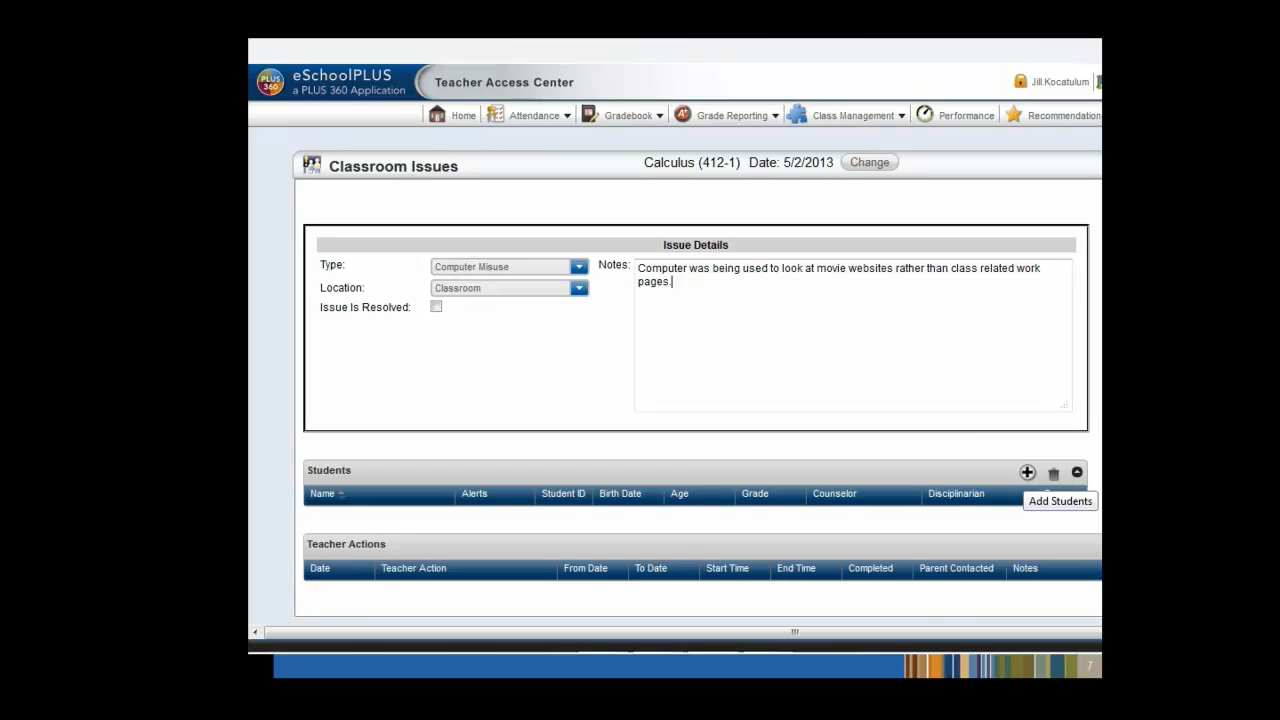 PLUS 360
eSchoolPLUS
a PLUS 360 Application
Teacher Access Center
Jill.Kocatulum
Home Attendance Gradebook A+ Grade Reporting Class Management Performance Recommendation
Classroom Issues
Calculus (412-1) Date: 5/2/2013 Change
Issue Details
Type: Computer Misuse
Location: Classroom
Issue Is Resolved:
Notes: Computer was being used to look at movie websites rather than class related work
pages.
Students
Name Alerts Student ID Birth Date Age Grade Counselor Disciplinarian
Add Students
Teacher Actions
Date Teacher Action From Date To Date Start Time End Time Completed Parent Contacted Notes
7